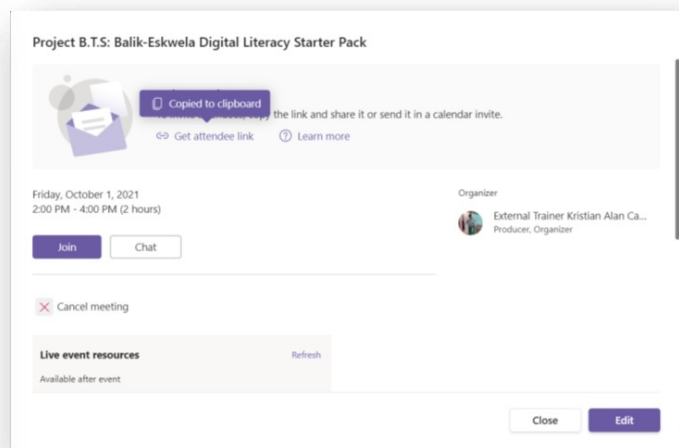 Project B.T.S: Balik-Eskwela Digital Literacy Starter Pack
Copied to clipboard
the link and share it or send it in a calendar invite.
Get attendee link
Learn more
Friday, October 1, 2021
2:00 PM - 4:00 PM (2 hours)
Organizer
External Trainer Kristian Alan Ca...
Producer, Organizer
Join
Chat
Cancel meeting
Live event resources
Refresh
Available after event
Close
Edit